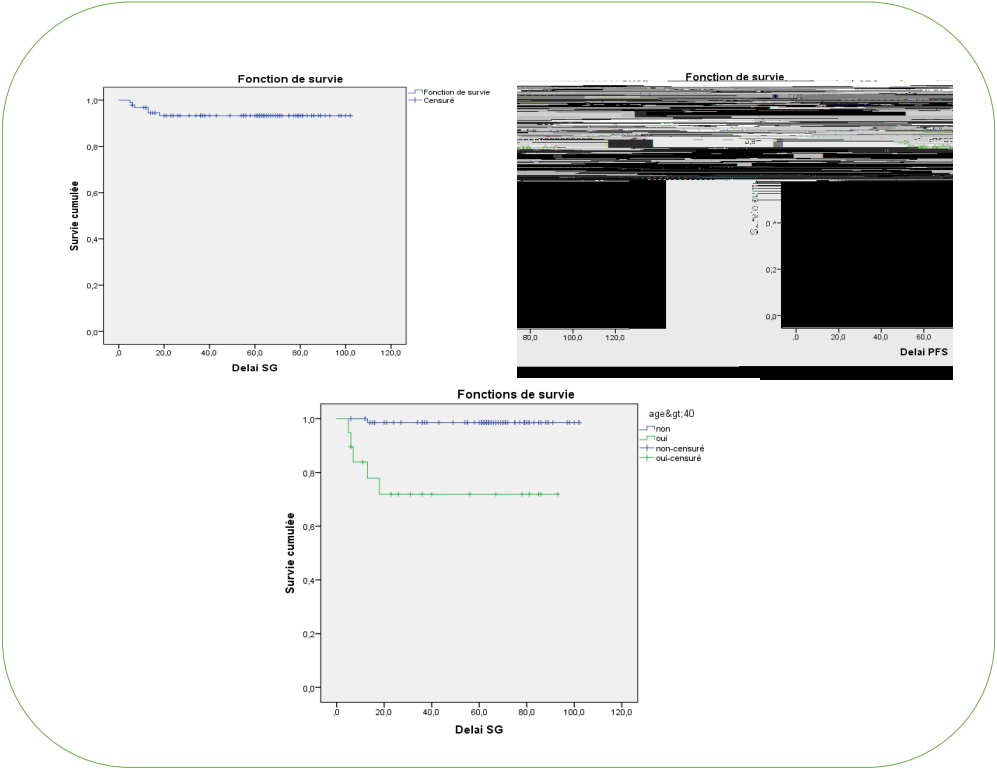 Fonction de survie
Fonction de survie
Censuré
1,0
0,8
0,6
0,4
0,2
0,0
Survie cumulée
,0 20,0 40,0 60,0 80,0 100,0 120,0
Delai SG
Fonction de survie
0,4
0,2
0,0
80,0 100,0 120,0
,0 20,0 40,0 60,0
Delai PFS
Fonctions de survie
age&gt;40
non
oui
non-censuré
oui-censuré
1,0
0,8
0,6
0,4
0,2
0,0
Survie cumulée
,0 20,0 40,0 60,0 80,0 100,0 120,0
Delai SG